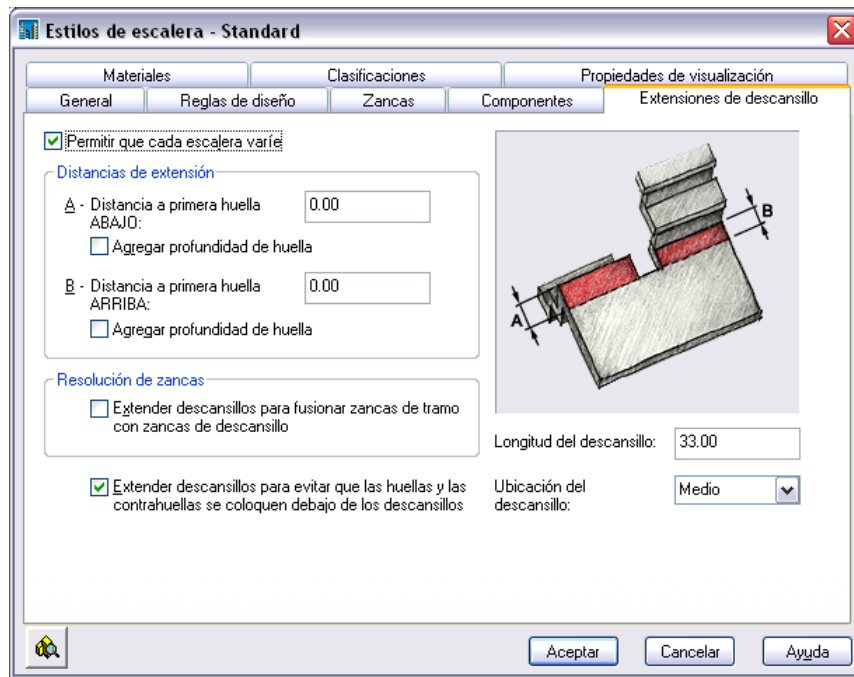 Estilos de escalera - Standard
Materiales
Clasificaciones
Propiedades de visualización
General
Reglas de diseño
Zancas
Componentes
Extensiones de descansillo
Permitir que cada escalera varíe
Distancias de extensión
A - Distancia a primera huella
ABAJO:
0.00
Agregar profundidad de huella
B - Distancia a primera huella
ARRIBA:
0.00
Agregar profundidad de huella
A
B
Resolución de zancas
Extender descansillos para fusionar zancas de tramo
con zancas de descansillo
Longitud del descansillo:
33.00
Extender descansillos para evitar que las huellas y las
contrahuellas se coloquen debajo de los descansillos
Ubicación del
descansillo:
Medio
Aceptar
Cancelar
Ayuda